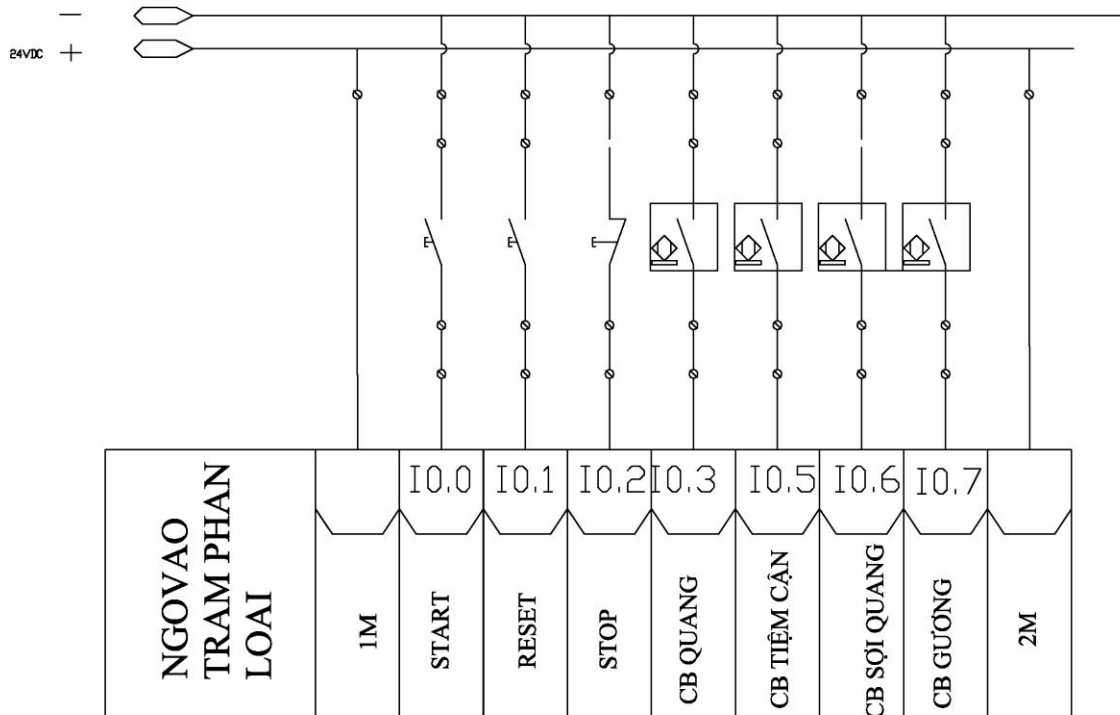 −
24VDC +
I0.0 I0.1 I0.2 I0.3 I0.5 I0.6 I0.7
NGOVAO
TRAM PHAN
LOAI
1M
START
RESET
STOP
CB QUANG
CB TIỆM CẬN
CB SỢI QUANG
CB GƯƠNG
2M